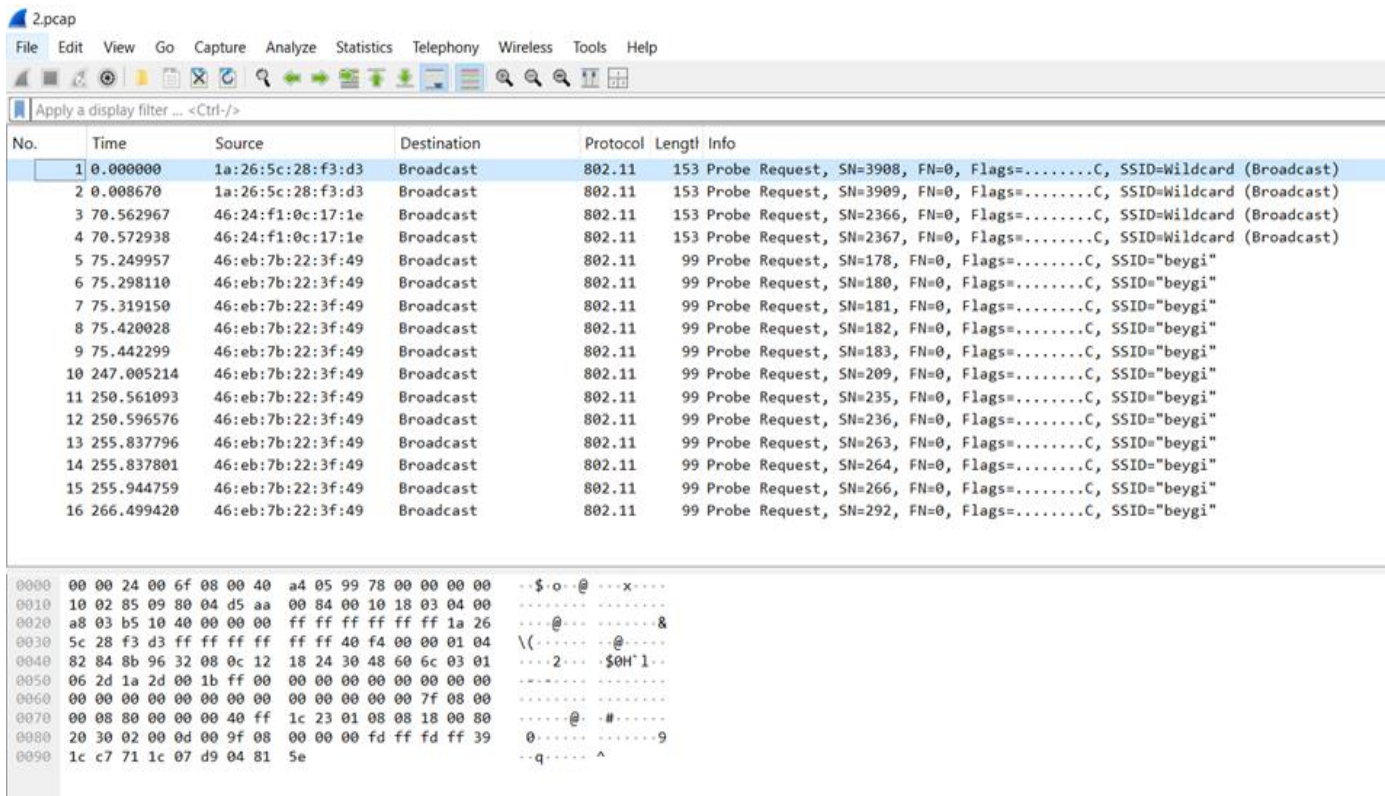 2.pcap
File Edit View Go Capture Analyze Statistics Telephony Wireless Tools Help
Apply a display filter ... <Ctrl-/>
No. Time Source Destination Protocol Length Info
1 0.000000 1a:26:5c:28:f3:d3 Broadcast 802.11 153 Probe Request, SN=3908, FN=0, Flags=........C, SSID=Wildcard (Broadcast)
2 0.008670 1a:26:5c:28:f3:d3 Broadcast 802.11 153 Probe Request, SN=3909, FN=0, Flags=........C, SSID=Wildcard (Broadcast)
3 70.562967 46:24:f1:0c:17:1e Broadcast 802.11 153 Probe Request, SN=2366, FN=0, Flags=........C, SSID=Wildcard (Broadcast)
4 70.572938 46:24:f1:0c:17:1e Broadcast 802.11 153 Probe Request, SN=2367, FN=0, Flags=........C, SSID=Wildcard (Broadcast)
5 75.249957 46:eb:7b:22:3f:49 Broadcast 802.11 99 Probe Request, SN=178, FN=0, Flags=........C, SSID="beygi"
6 75.298110 46:eb:7b:22:3f:49 Broadcast 802.11 99 Probe Request, SN=180, FN=0, Flags=........C, SSID="beygi"
7 75.319150 46:eb:7b:22:3f:49 Broadcast 802.11 99 Probe Request, SN=181, FN=0, Flags=........C, SSID="beygi"
8 75.420028 46:eb:7b:22:3f:49 Broadcast 802.11 99 Probe Request, SN=182, FN=0, Flags=........C, SSID="beygi"
9 75.442299 46:eb:7b:22:3f:49 Broadcast 802.11 99 Probe Request, SN=183, FN=0, Flags=........C, SSID="beygi"
10 247.005214 46:eb:7b:22:3f:49 Broadcast 802.11 99 Probe Request, SN=209, FN=0, Flags=........C, SSID="beygi"
11 250.561093 46:eb:7b:22:3f:49 Broadcast 802.11 99 Probe Request, SN=235, FN=0, Flags=........C, SSID="beygi"
12 250.596576 46:eb:7b:22:3f:49 Broadcast 802.11 99 Probe Request, SN=236, FN=0, Flags=........C, SSID="beygi"
13 255.837796 46:eb:7b:22:3f:49 Broadcast 802.11 99 Probe Request, SN=263, FN=0, Flags=........C, SSID="beygi"
14 255.837801 46:eb:7b:22:3f:49 Broadcast 802.11 99 Probe Request, SN=264, FN=0, Flags=........C, SSID="beygi"
15 255.944759 46:eb:7b:22:3f:49 Broadcast 802.11 99 Probe Request, SN=266, FN=0, Flags=........C, SSID="beygi"
16 266.499420 46:eb:7b:22:3f:49 Broadcast 802.11 99 Probe Request, SN=292, FN=0, Flags=........C, SSID="beygi"
0000 00 00 24 00 6f 08 00 40 a4 05 99 78 00 00 00 00 ··$·o··@ ···x····
0010 10 02 85 09 80 04 d5 aa 00 84 00 10 18 03 04 00 ········ ········
0020 a8 03 b5 10 40 00 00 00 ff ff ff ff ff ff 1a 26 ····@··· ·······&
0030 5c 28 f3 d3 ff ff ff ff ff ff 40 f4 00 00 01 04 \(······ ··@·····
0040 82 84 8b 96 32 08 0c 12 18 24 30 48 60 6c 03 01 ····2··· ·$0H`l··
0050 06 2d 1a 2d 00 1b ff 00 00 00 00 00 00 00 00 00 ·-·-···· ········
0060 00 00 00 00 00 00 00 00 00 00 00 00 00 7f 08 00 ········ ········
0070 00 08 80 00 00 00 40 ff 1c 23 01 08 08 18 00 80 ······@· ·#······
0080 20 30 02 00 0d 00 9f 08 00 00 00 fd ff fd ff 39 0······ ·······9
0090 1c c7 71 1c 07 d9 04 81 5e ··q····· ^